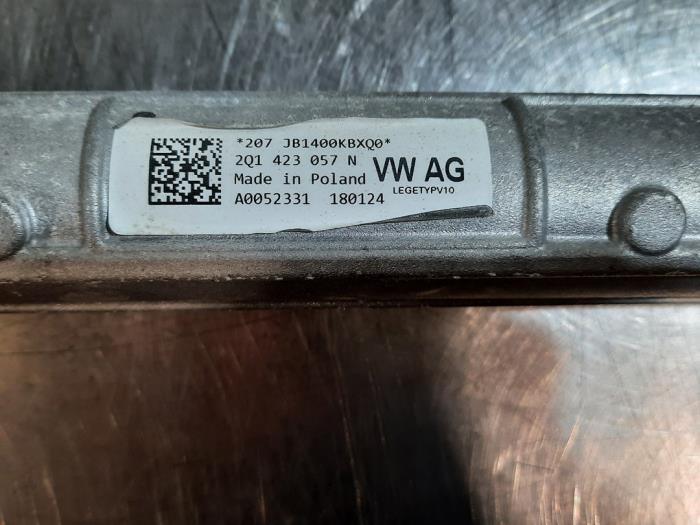 *207 JB1400KBXQ0*
2Q1 423 057 N
Made in Poland
VW AG
LEGETYPV10
A0052331 180124